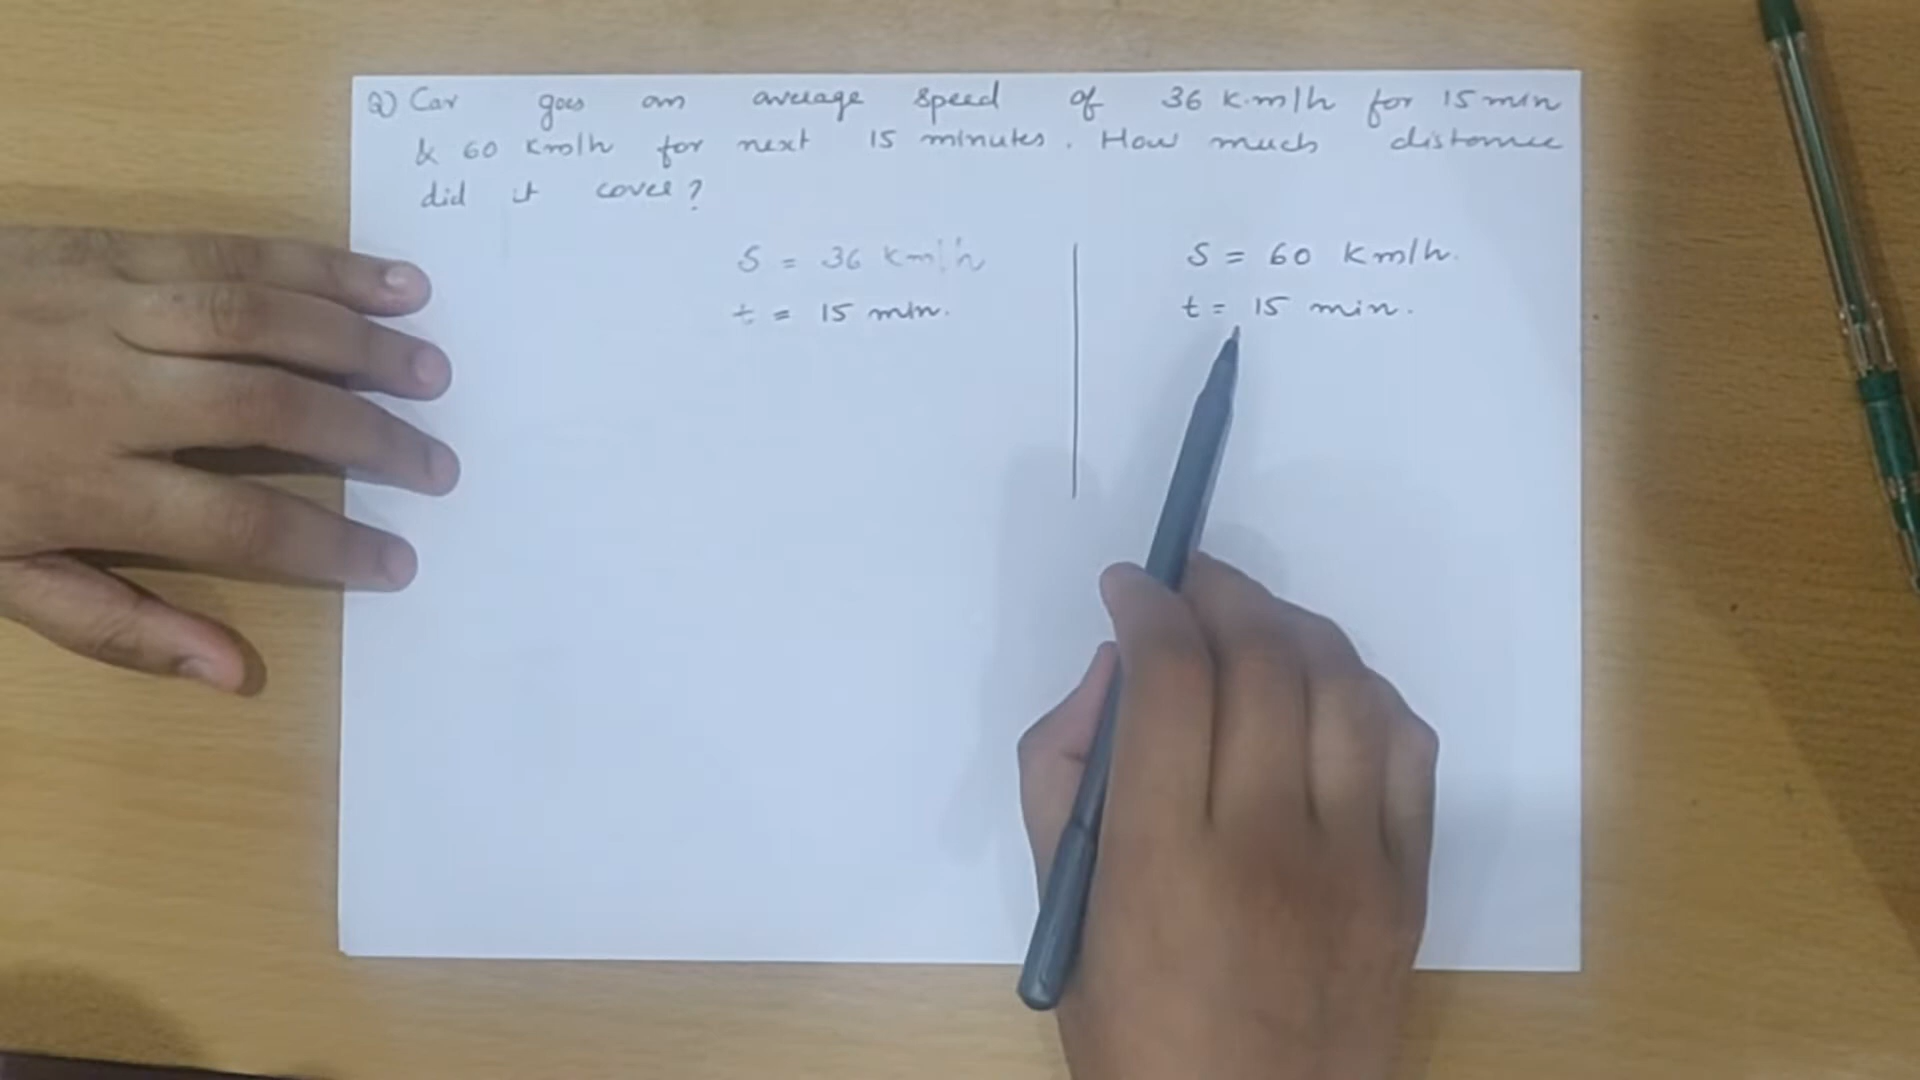 Q) Car goes an average speed of 36 km/h for 15 min
& 60 km/h for next 15 minutes. How much distance
did it cover?
S = 36 km/h
t = 15 min.
S = 60 km/h.
t = 15 min.